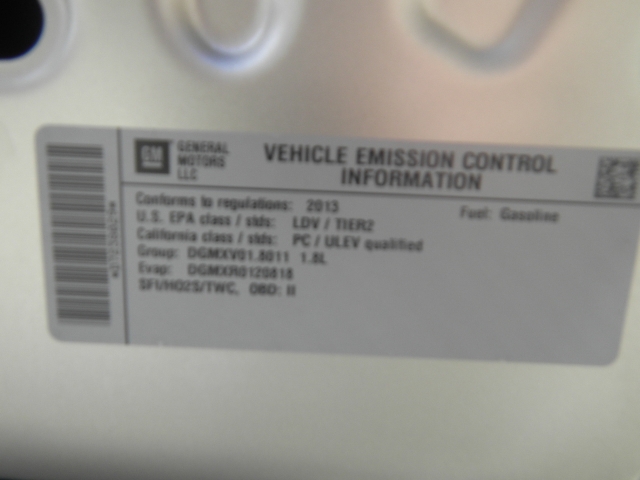 GM
GENERAL
MOTORS
LLC
VEHICLE EMISSION CONTROL
INFORMATION
Conforms to regulations: 2013
Fuel: Gasoline
U.S. EPA class / stds: LDV / TIER2
California class / stds: PC / ULEV qualified
Group: DGMXV01.8011 1.8L
Evap: DGMXR0120818
SFI/HO2S/TWC, OBD: II